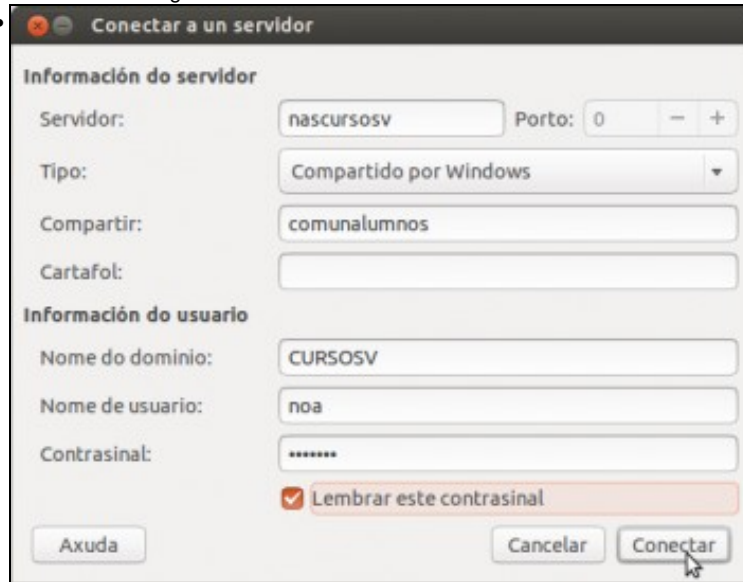 Conectar a un servidor
Información do servidor
Servidor: nascursosv Porto: 0 − +
Tipo: Compartido por Windows
Compartir: comunalumnos
Cartafol:
Información do usuario
Nome do dominio: CURSOSV
Nome de usuario: noa
Contrasinal: •••••••
Lembrar este contrasinal
Axuda Cancelar Conectar